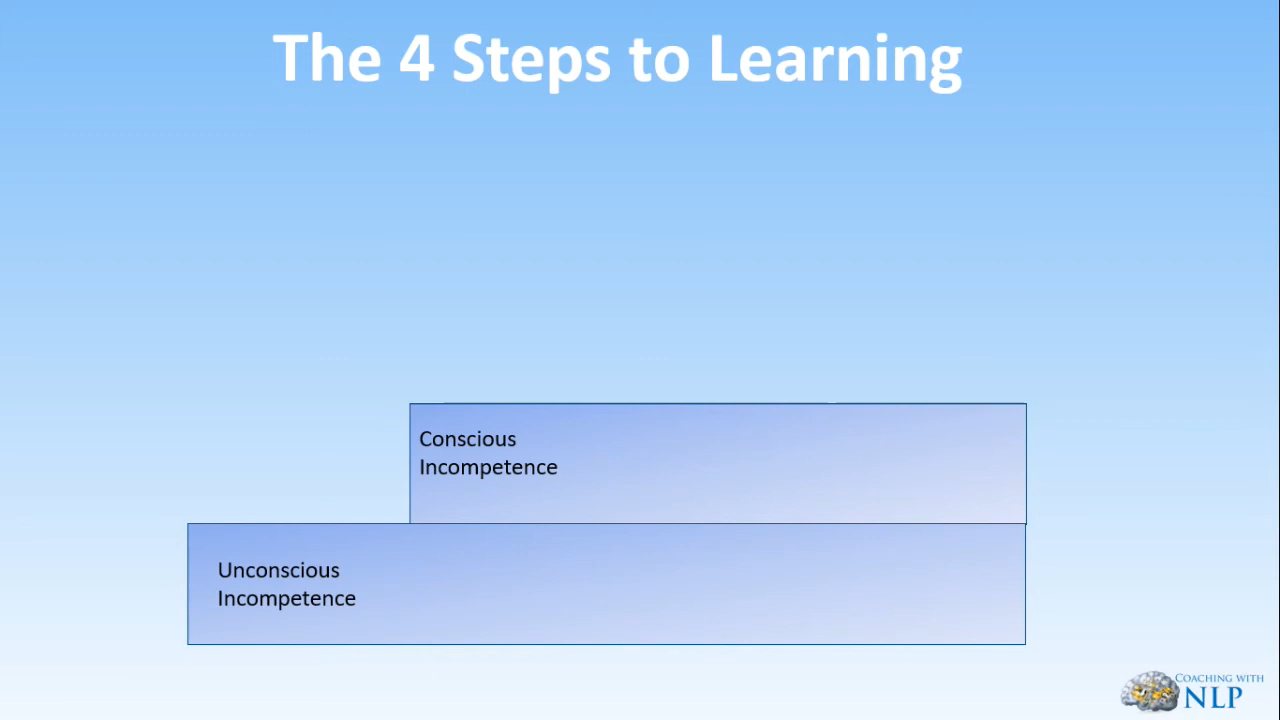 The 4 Steps to Learning
Conscious
Incompetence
Unconscious
Incompetence
COACHING WITH
NLP